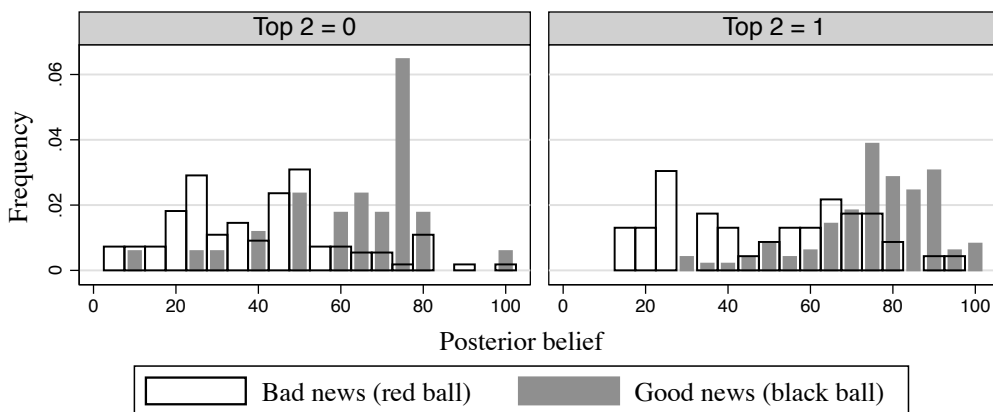 Top 2 = 0
Top 2 = 1
Frequency
.06
.04
.02
0
0 20 40 60 80 100
0 20 40 60 80 100
Posterior belief
Bad news (red ball)
Good news (black ball)